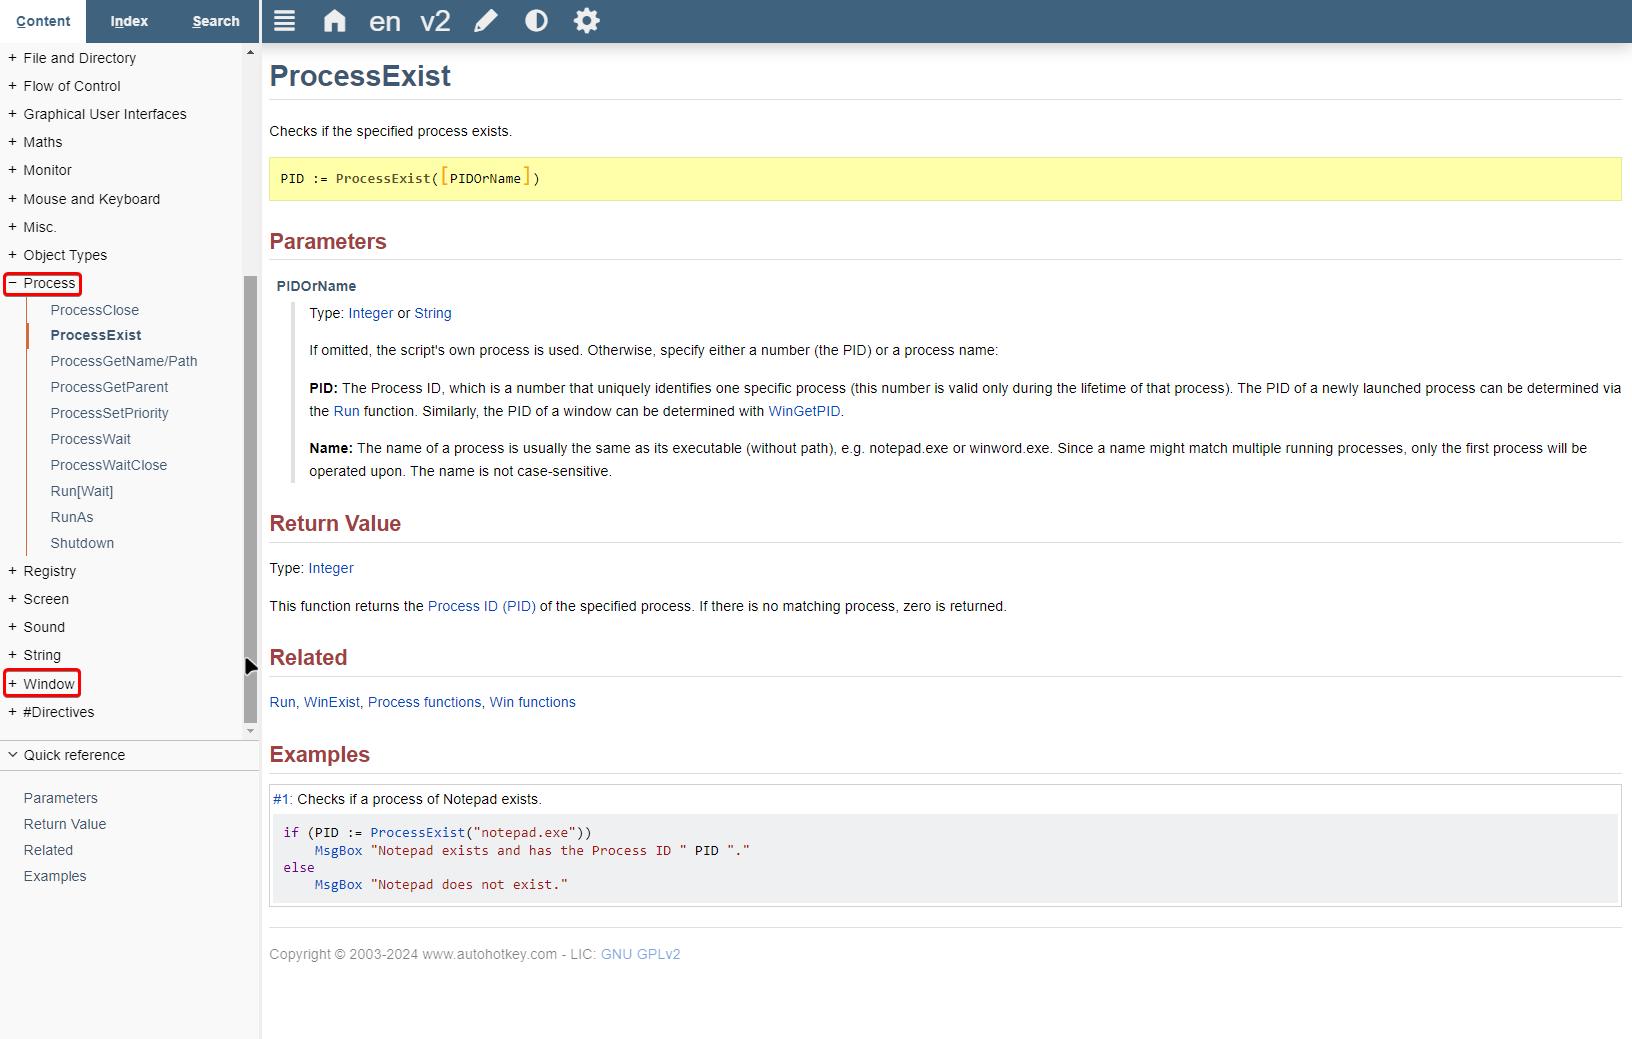 Content Index Search en v2
+ File and Directory
+ Flow of Control
+ Graphical User Interfaces
+ Maths
+ Monitor
+ Mouse and Keyboard
+ Misc.
+ Object Types
− Process
ProcessClose
ProcessExist
ProcessGetName/Path
ProcessGetParent
ProcessSetPriority
ProcessWait
ProcessWaitClose
Run[Wait]
RunAs
Shutdown
+ Registry
+ Screen
+ Sound
+ String
+ Window
+ #Directives
Quick reference
Parameters
Return Value
Related
Examples
ProcessExist
Checks if the specified process exists.
PID := ProcessExist([PIDOrName])
Parameters
PIDOrName
Type: Integer or String
If omitted, the script's own process is used. Otherwise, specify either a number (the PID) or a process name:
PID: The Process ID, which is a number that uniquely identifies one specific process (this number is valid only during the lifetime of that process). The PID of a newly launched process can be determined via
the Run function. Similarly, the PID of a window can be determined with WinGetPID.
Name: The name of a process is usually the same as its executable (without path), e.g. notepad.exe or winword.exe. Since a name might match multiple running processes, only the first process will be
operated upon. The name is not case-sensitive.
Return Value
Type: Integer
This function returns the Process ID (PID) of the specified process. If there is no matching process, zero is returned.
Related
Run, WinExist, Process functions, Win functions
Examples
#1: Checks if a process of Notepad exists.
if (PID := ProcessExist("notepad.exe"))
    MsgBox "Notepad exists and has the Process ID " PID "."
else
    MsgBox "Notepad does not exist."
Copyright © 2003-2024 www.autohotkey.com - LIC: GNU GPLv2